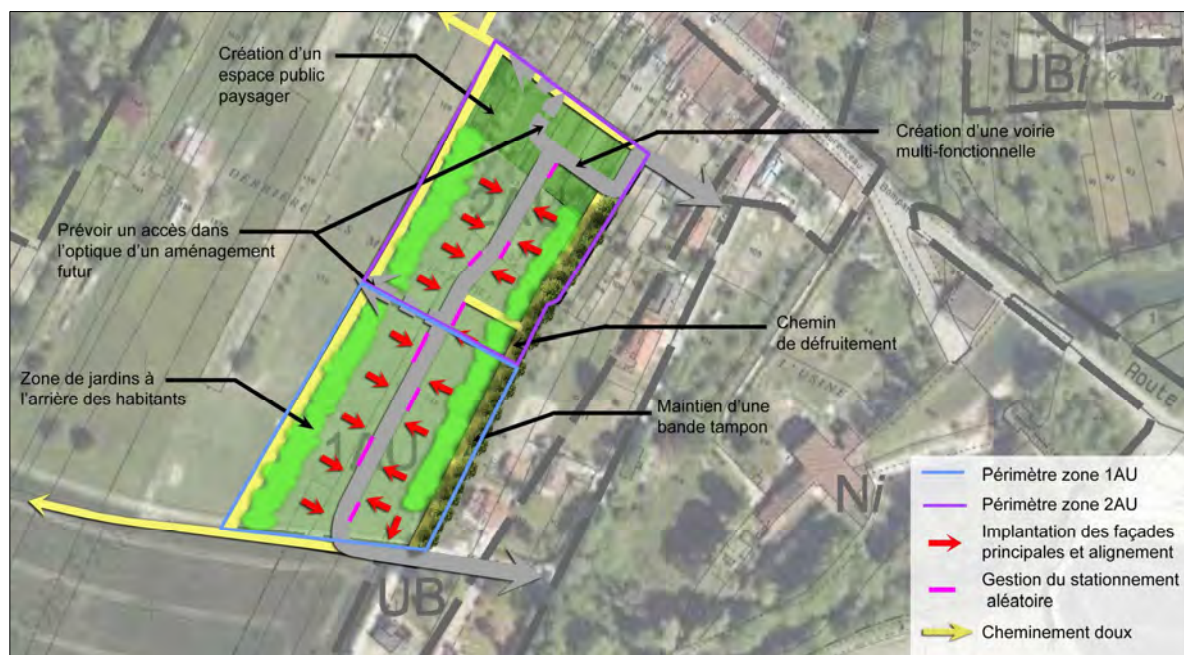 Création d’un
espace public
paysager
UBi
Création d’une voirie
multi-fonctionnelle
Prévoir un accès dans
l’optique d’un aménagement
futur
Chemin
de défruitement
L'USINE
Route
Zone de jardins à
l’arrière des habitants
Maintien d’une
bande tampon
1AU
Ni
UB
Périmètre zone 1AU
Périmètre zone 2AU
Implantation des façades
principales et alignement
Gestion du stationnement
aléatoire
Cheminement doux